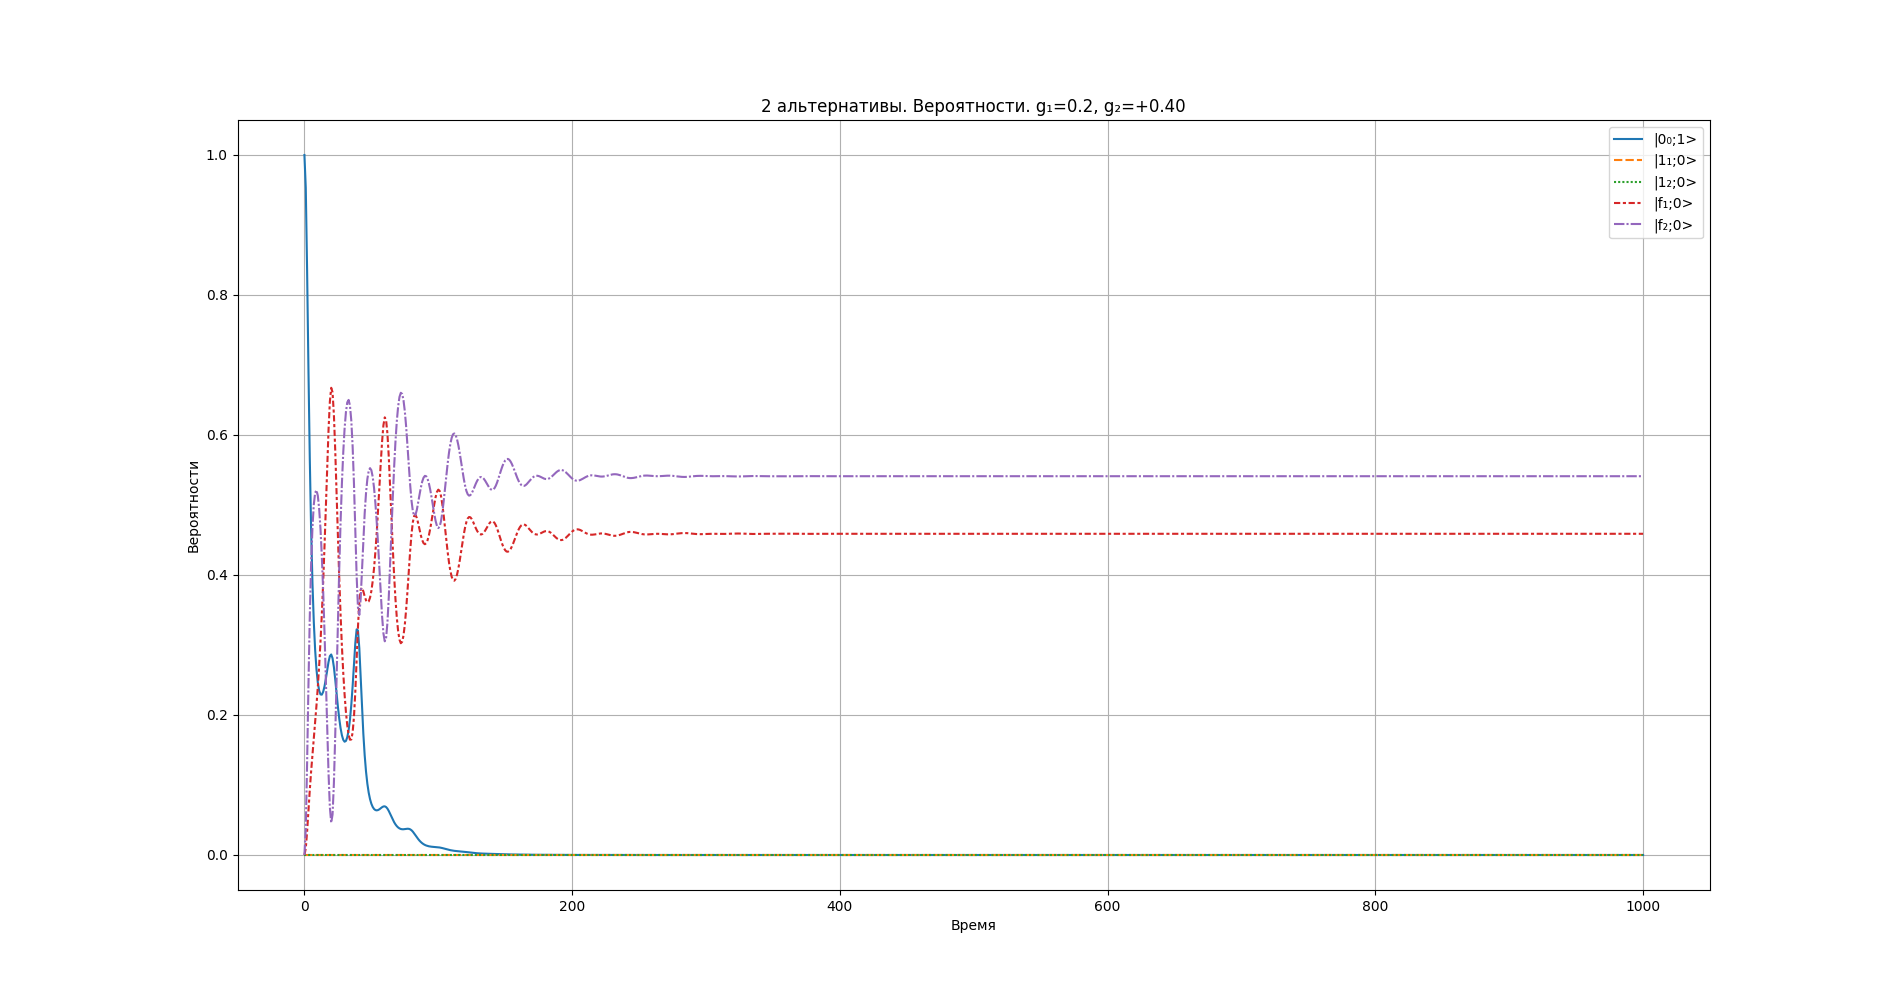 2 альтернативы. Вероятности. g₁=0.2, g₂=+0.40
|0₀;1>
|1₁;0>
|1₂;0>
|f₁;0>
|f₂;0>
Вероятности
1.0
0.8
0.6
0.4
0.2
0.0
0 200 400 600 800 1000
Время